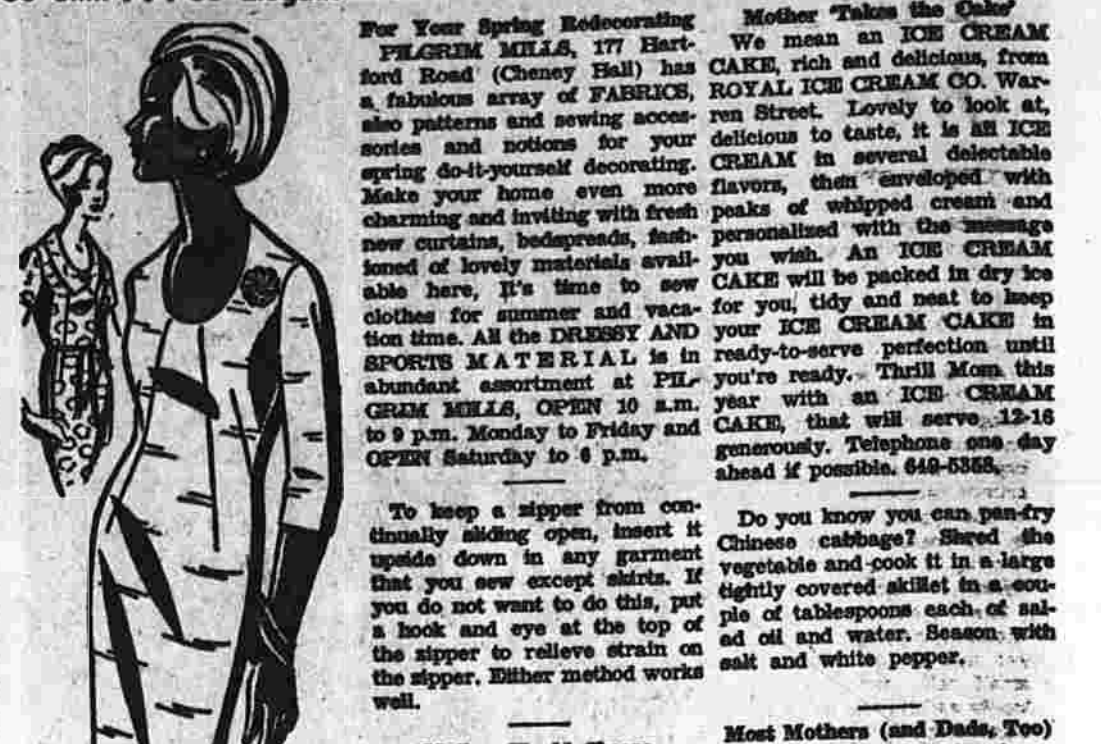 For Your Spring Redecorating
PILGRIM MILLS, 177 Hart-
ford Road (Cheney Hall) has
a fabulous array of FABRICS,
also patterns and sewing acces-
sories and notions for your
spring do-it-yourself decorating.
Make your home even more
charming and inviting with fresh
new curtains, bedspreads, fash-
ioned of lovely materials avail-
able here, It's time to sew
clothes for summer and vaca-
tion time. All the DRESSY AND
SPORTS MATERIAL is in
abundant assortment at PIL-
GRIM MILLS, OPEN 10 a.m.
to 9 p.m. Monday to Friday and
OPEN Saturday to 6 p.m.
To keep a zipper from con-
tinually sliding open, insert it
upside down in any garment
that you sew except skirts. If
you do not want to do this, put
a hook and eye at the top of
the zipper to relieve strain on
the zipper. Either method works
well.
Mother 'Takes the Cake'
We mean an ICE CREAM
CAKE, rich and delicious, from
ROYAL ICE CREAM CO. War-
ren Street. Lovely to look at,
delicious to taste, it is all ICE
CREAM in several delectable
flavors, then enveloped with
peaks of whipped cream and
personalized with the message
you wish. An ICE CREAM
CAKE will be packed in dry ice
for you, tidy and neat to keep
your ICE CREAM CAKE in
ready-to-serve perfection until
you're ready. Thrill Mom this
year with an ICE CREAM
CAKE, that will serve 12-16
generously. Telephone one day
ahead if possible. 649-5358.
Do you know you can pan-fry
Chinese cabbage? Shred the
vegetable and cook it in a large
tightly covered skillet in a cou-
ple of tablespoons each of sal-
ad oil and water. Season with
salt and white pepper.
Most Mothers (and Dads, Too)